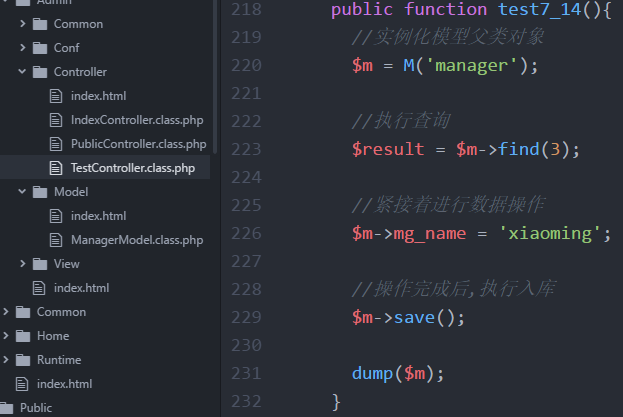 Admin
Common
Conf
Controller
index.html
IndexController.class.php
PublicController.class.php
TestController.class.php
Model
index.html
ManagerModel.class.php
View
index.html
Common
Home
Runtime
index.html
Public
218 public function test7_14(){
219 //实例化模型父类对象
220 $m = M('manager');
221
222 //执行查询
223 $result = $m->find(3);
224
225 //紧接着进行数据操作
226 $m->mg_name = 'xiaoming';
227
228 //操作完成后,执行入库
229 $m->save();
230
231 dump($m);
232 }